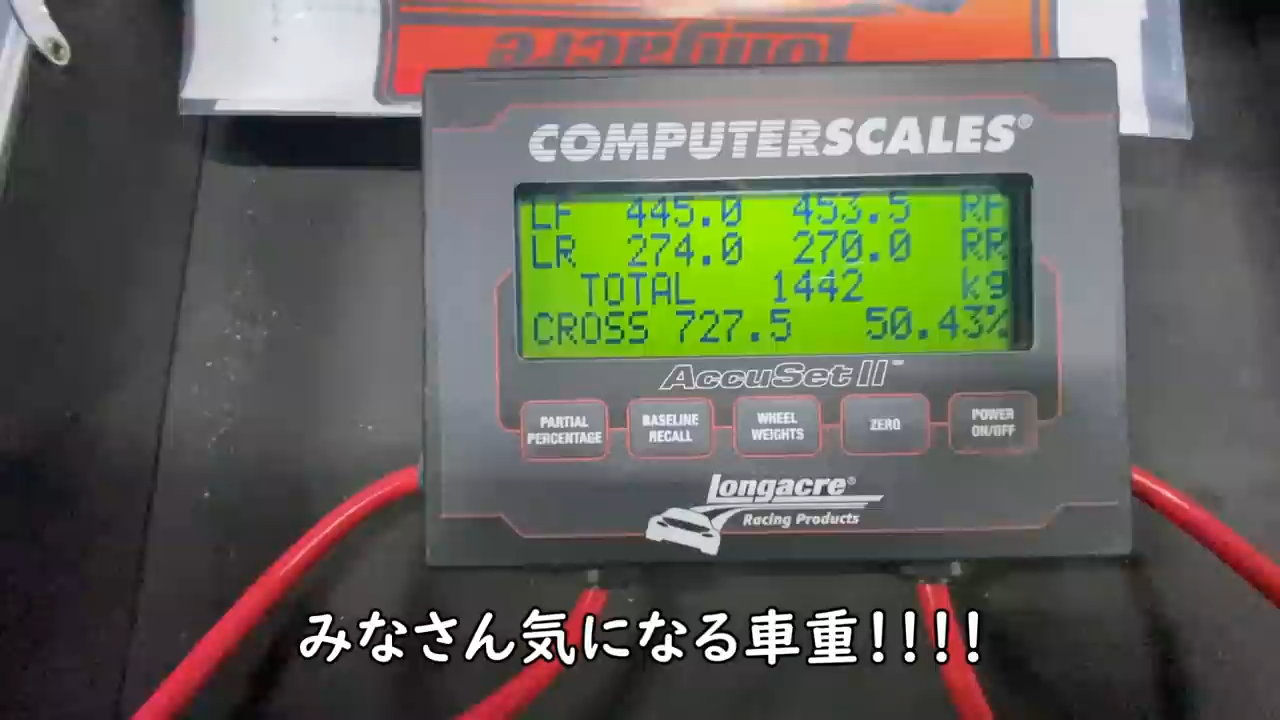 Longacre
COMPUTERSCALES®
LF 445.0 453.5 RF
LR 274.0 270.0 RR
TOTAL 1442 kg
CROSS 727.5 50.43%
AccuSet II™
PARTIAL PERCENTAGE
BASELINE RECALL
WHEEL WEIGHTS
ZERO
POWER ON/OFF
Longacre®
Racing Products
みなさん気になる車重!!!!